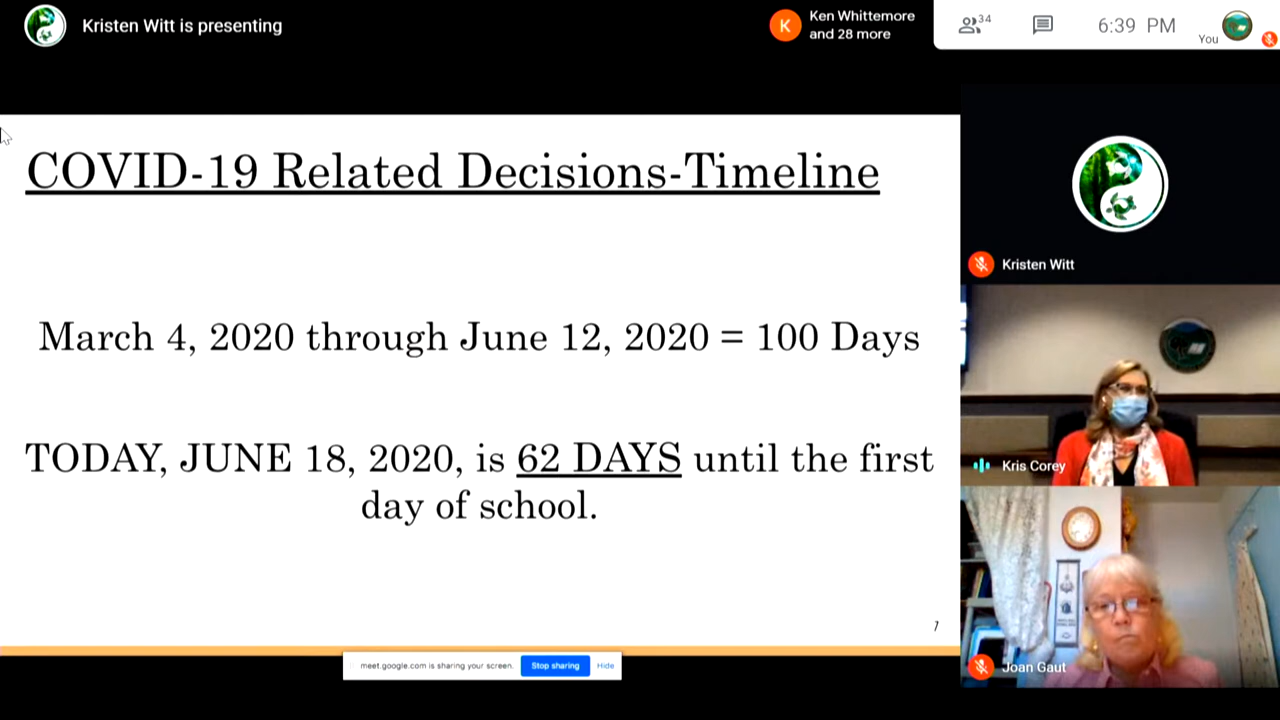 Kristen Witt is presenting
K
Ken Whittemore
and 28 more
34
6:39 PM
You
COVID-19 Related Decisions-Timeline
March 4, 2020 through June 12, 2020 = 100 Days
TODAY, JUNE 18, 2020, is 62 DAYS until the first
day of school.
7
Kristen Witt
Kris Corey
Joan Gaut
meet.google.com is sharing your screen.
Stop sharing
Hide